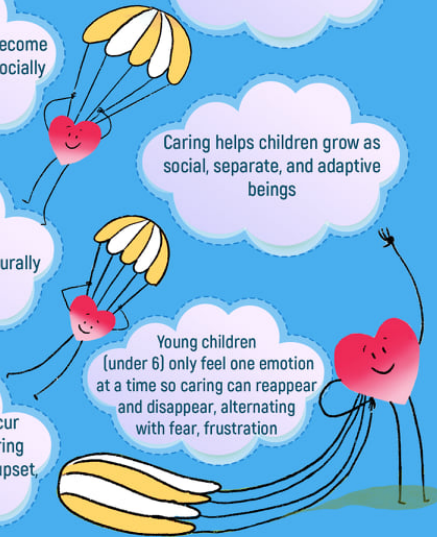 ecome
ocially
Caring helps children grow as
social, separate, and adaptive
beings
urally
Young children
(under 6) only feel one emotion
at a time so caring can reappear
and disappear, alternating
with fear, frustration
cur
ring
upset,